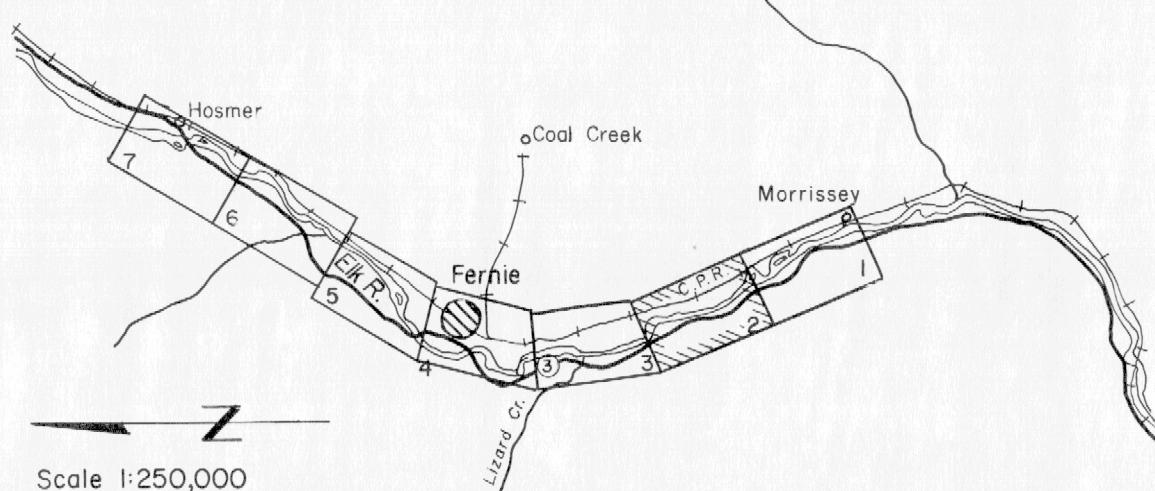 Hosmer
Coal Creek
7
Morrissey
6
Elk R.
Fernie
C.P.R.
1
5
2
4
3
3
Lizard Cr.
N
Scale 1:250,000